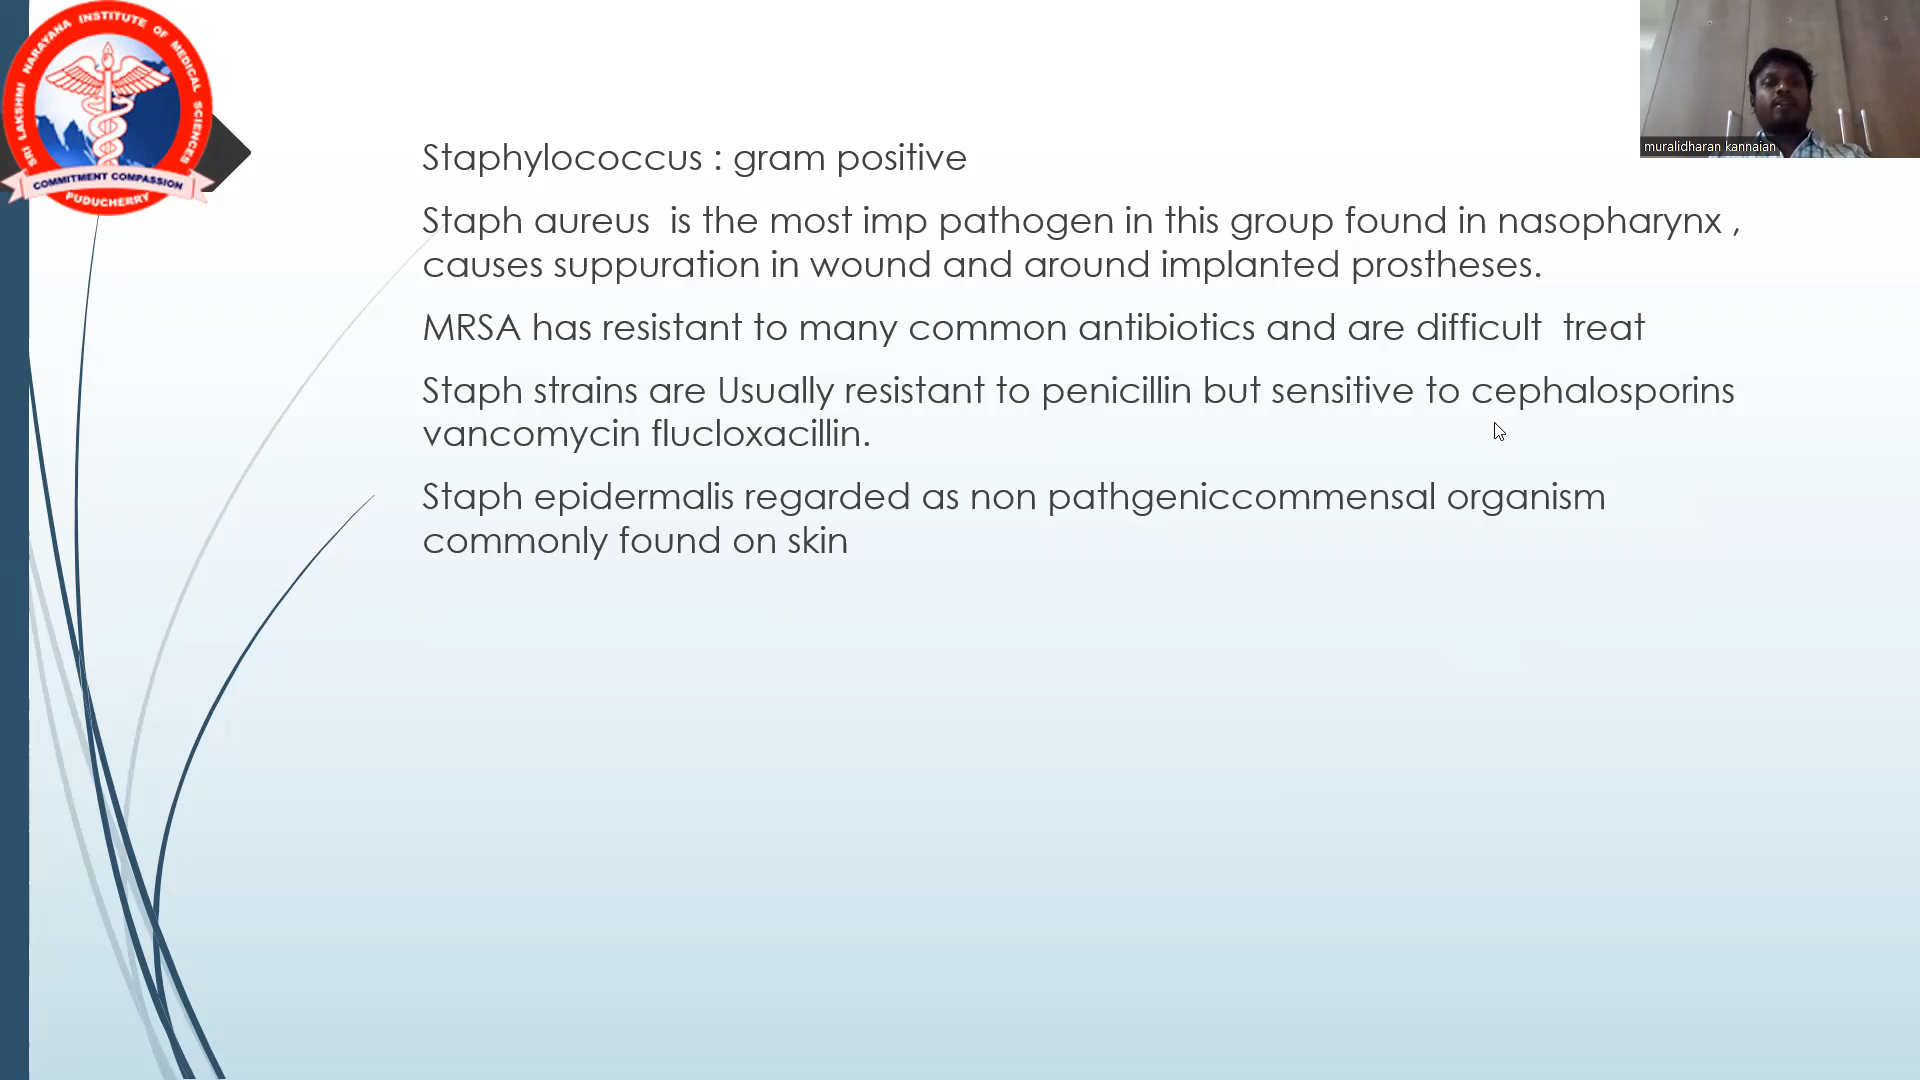 SRI LAKSHMI NARAYANA INSTITUTE OF MEDICAL SCIENCES
COMMITMENT COMPASSION
PUDUCHERRY
muralidharan kannaian
Staphylococcus : gram positive
Staph aureus  is the most imp pathogen in this group found in nasopharynx ,
causes suppuration in wound and around implanted prostheses.
MRSA has resistant to many common antibiotics and are difficult  treat
Staph strains are Usually resistant to penicillin but sensitive to cephalosporins
vancomycin flucloxacillin.
Staph epidermalis regarded as non pathgeniccommensal organism
commonly found on skin